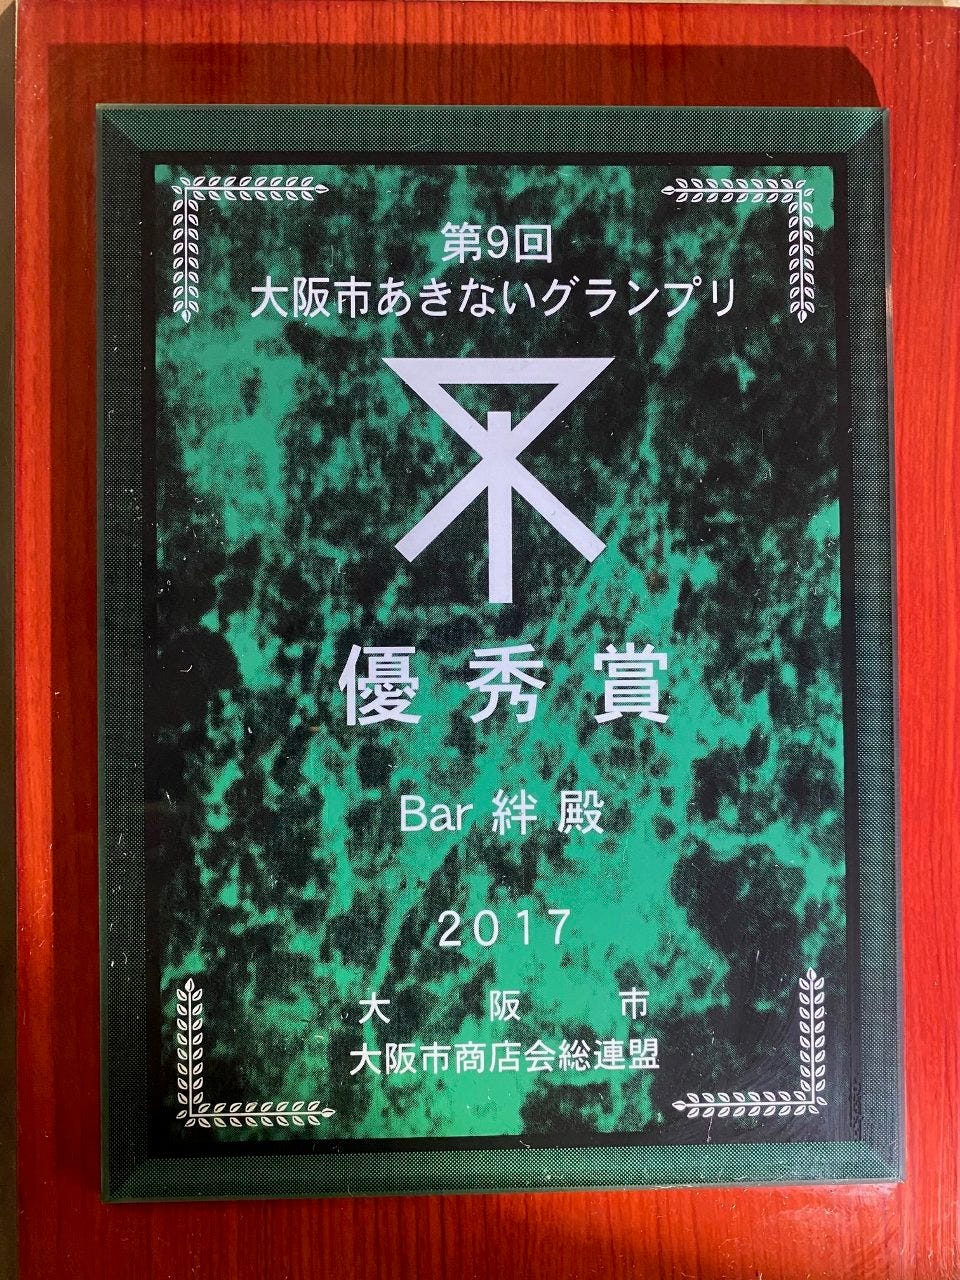 第9回
大阪市あきないグランプリ
優秀賞
Bar 絆 殿
2017
大阪市
大阪市商店会総連盟